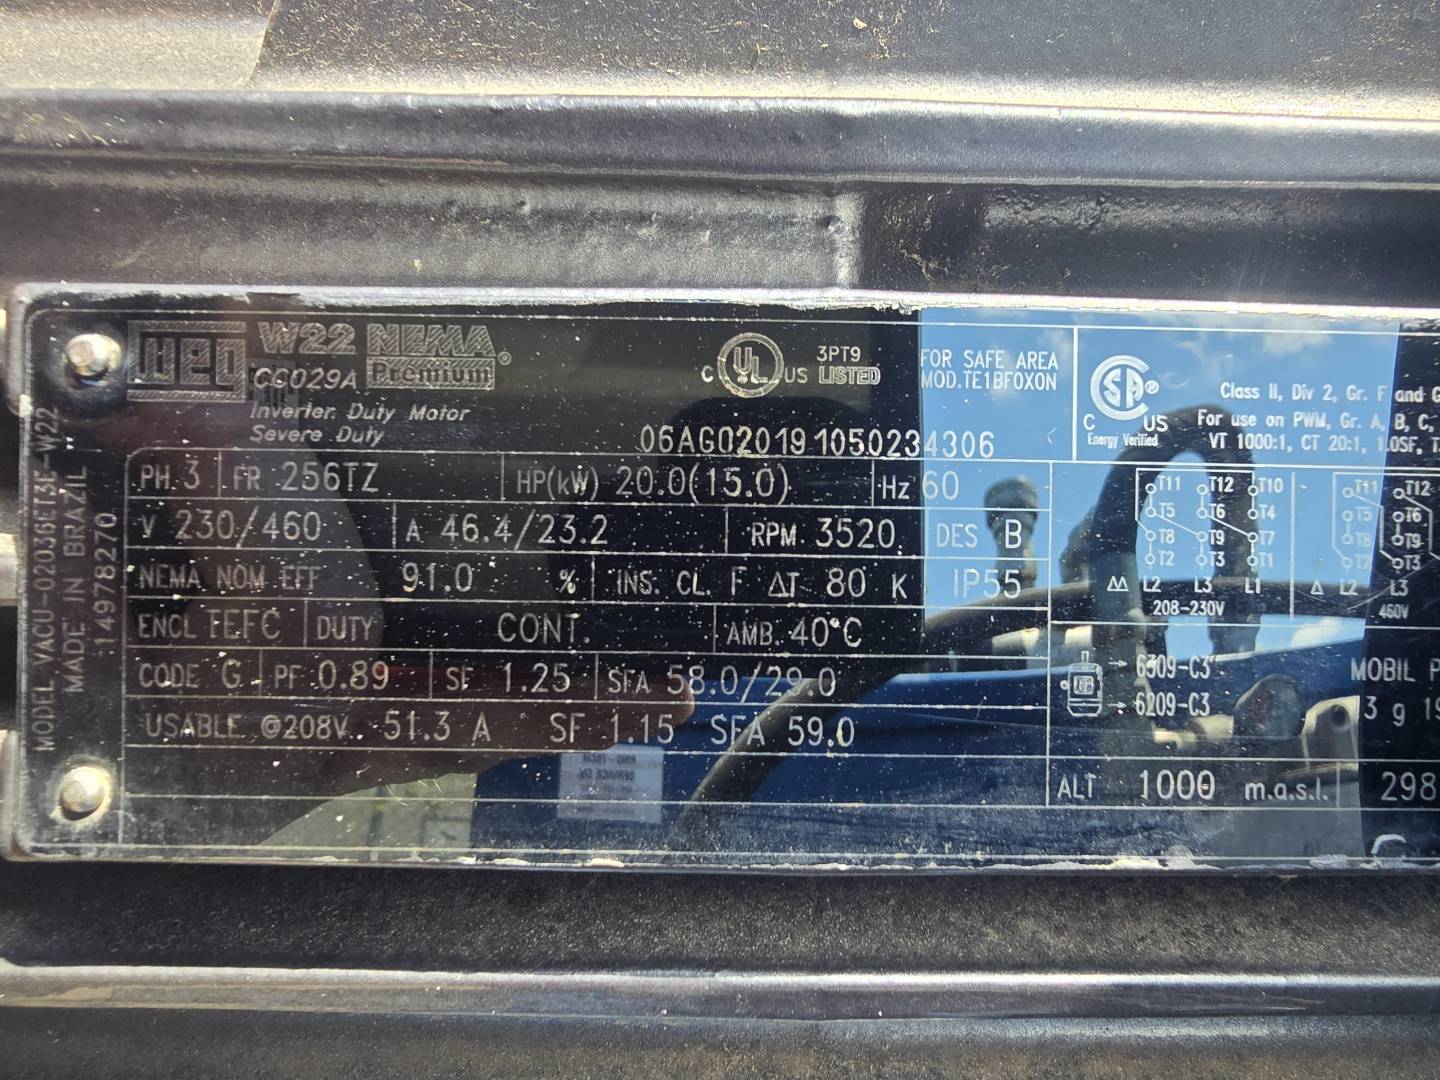 WEG W22 NEMA Premium®
CC029A
Inverter Duty Motor
Severe Duty
C UL US 3PT9 LISTED
FOR SAFE AREA
MOD.TE1BF0X0N
CSA®
C US
Energy Verified
Class II, Div 2, Gr. F and G
For use on PWM, Gr. A, B, C,
VT 1000:1, CT 20:1, 1.0SF, T
06AG02019 1050234306
MODEL VACU-02036ET3E-W22
MADE IN BRAZIL
14978270
PH 3 FR 256TZ HP(kW) 20.0(15.0) Hz 60
V 230/460 A 46.4/23.2 RPM 3520 DES B
NEMA NOM EFF 91.0 % INS. CL. F ΔT 80 K IP55
ENCL TEFC DUTY CONT. AMB. 40°C
CODE G PF 0.89 SF 1.25 SFA 58.0/29.0
USABLE @208V 51.3 A SF 1.15 SFA 59.0
T11 T12 T10
T5 T6 T4
T8 T9 T7
T2 T3 T1
ΔΔ L2 L3 L1
208-230V
T11 T12
T5 T6
T8 T9
T2 T3
Δ L2 L3
460V
6309-C3
6209-C3
MOBIL P
3 g 19
ALT 1000 m.a.s.l. 298